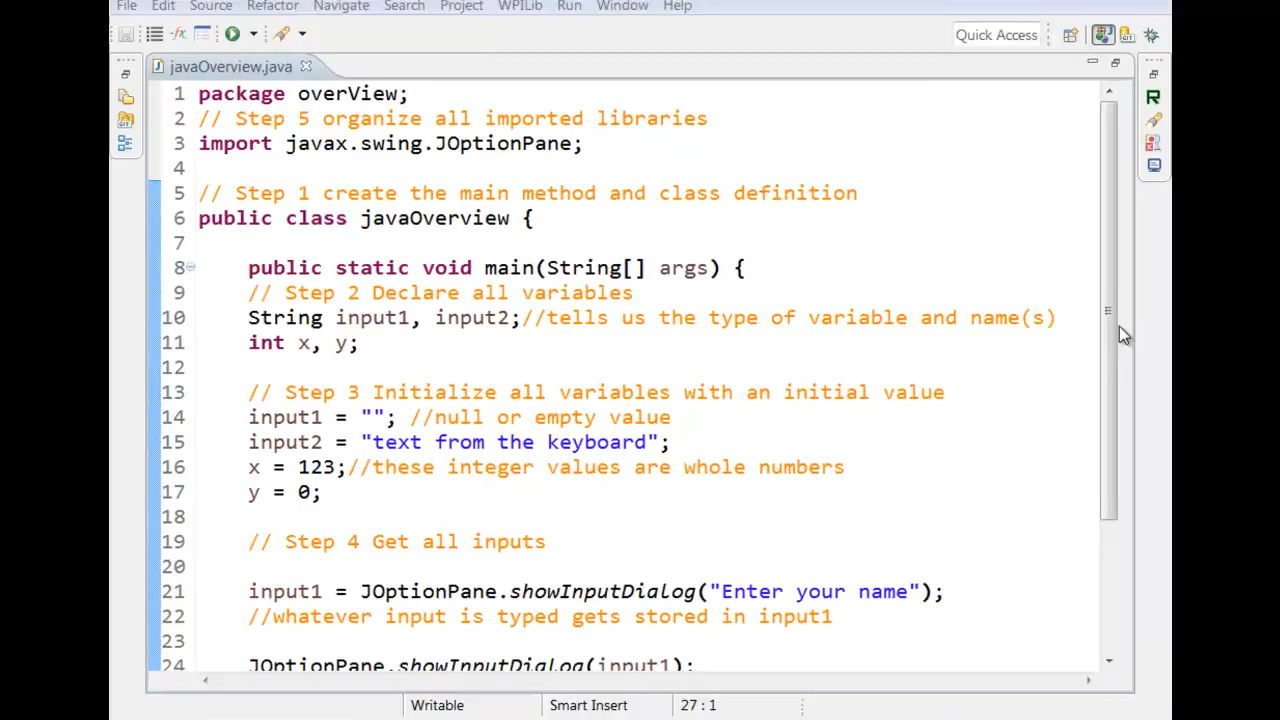 File Edit Source Refactor Navigate Search Project WPILib Run Window Help
Quick Access
javaOverview.java
1 package overView;
2 // Step 5 organize all imported libraries
3 import javax.swing.JOptionPane;
4
5 // Step 1 create the main method and class definition
6 public class javaOverview {
7
8 public static void main(String[] args) {
9 // Step 2 Declare all variables
10 String input1, input2;//tells us the type of variable and name(s)
11 int x, y;
12
13 // Step 3 Initialize all variables with an initial value
14 input1 = ""; //null or empty value
15 input2 = "text from the keyboard";
16 x = 123;//these integer values are whole numbers
17 y = 0;
18
19 // Step 4 Get all inputs
20
21 input1 = JOptionPane.showInputDialog("Enter your name");
22 //whatever input is typed gets stored in input1
23
24 JOptionPane.showInputDialog(input1);
Writable Smart Insert 27 : 1